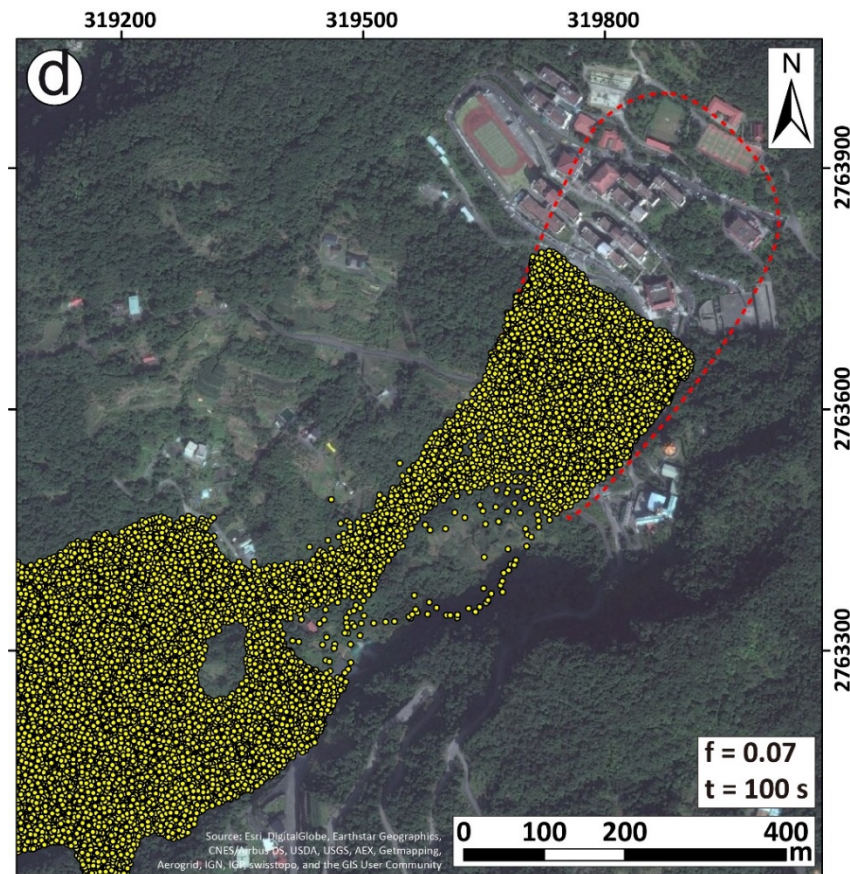 319200 319500 319800
d
N
2763900
2763600
2763300
f = 0.07
t = 100 s
0 100 200 400
m
Source: Esri, DigitalGlobe, Earthstar Geographics,
CNES/Airbus DS, USDA, USGS, AEX, Getmapping,
Aerogrid, IGN, IGP, swisstopo, and the GIS User Community